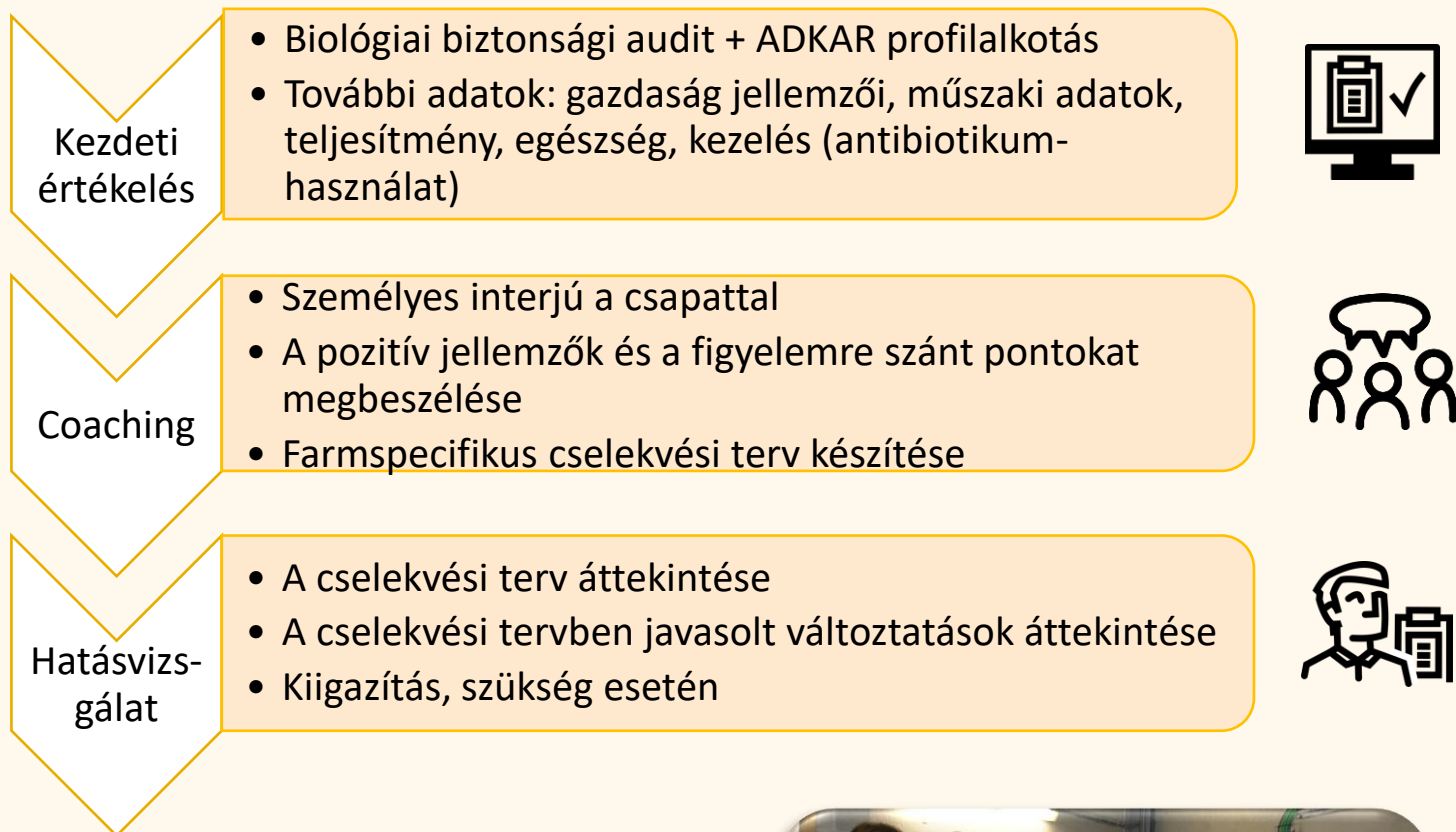 Kezdeti
értékelés
• Biológiai biztonsági audit + ADKAR profilalkotás
• További adatok: gazdaság jellemzői, műszaki adatok,
teljesítmény, egészség, kezelés (antibiotikum-
használat)
Coaching
• Személyes interjú a csapattal
• A pozitív jellemzők és a figyelemre szánt pontokat
megbeszélése
• Farmspecifikus cselekvési terv készítése
Hatásvizs-
gálat
• A cselekvési terv áttekintése
• A cselekvési tervben javasolt változtatások áttekintése
• Kiigazítás, szükség esetén